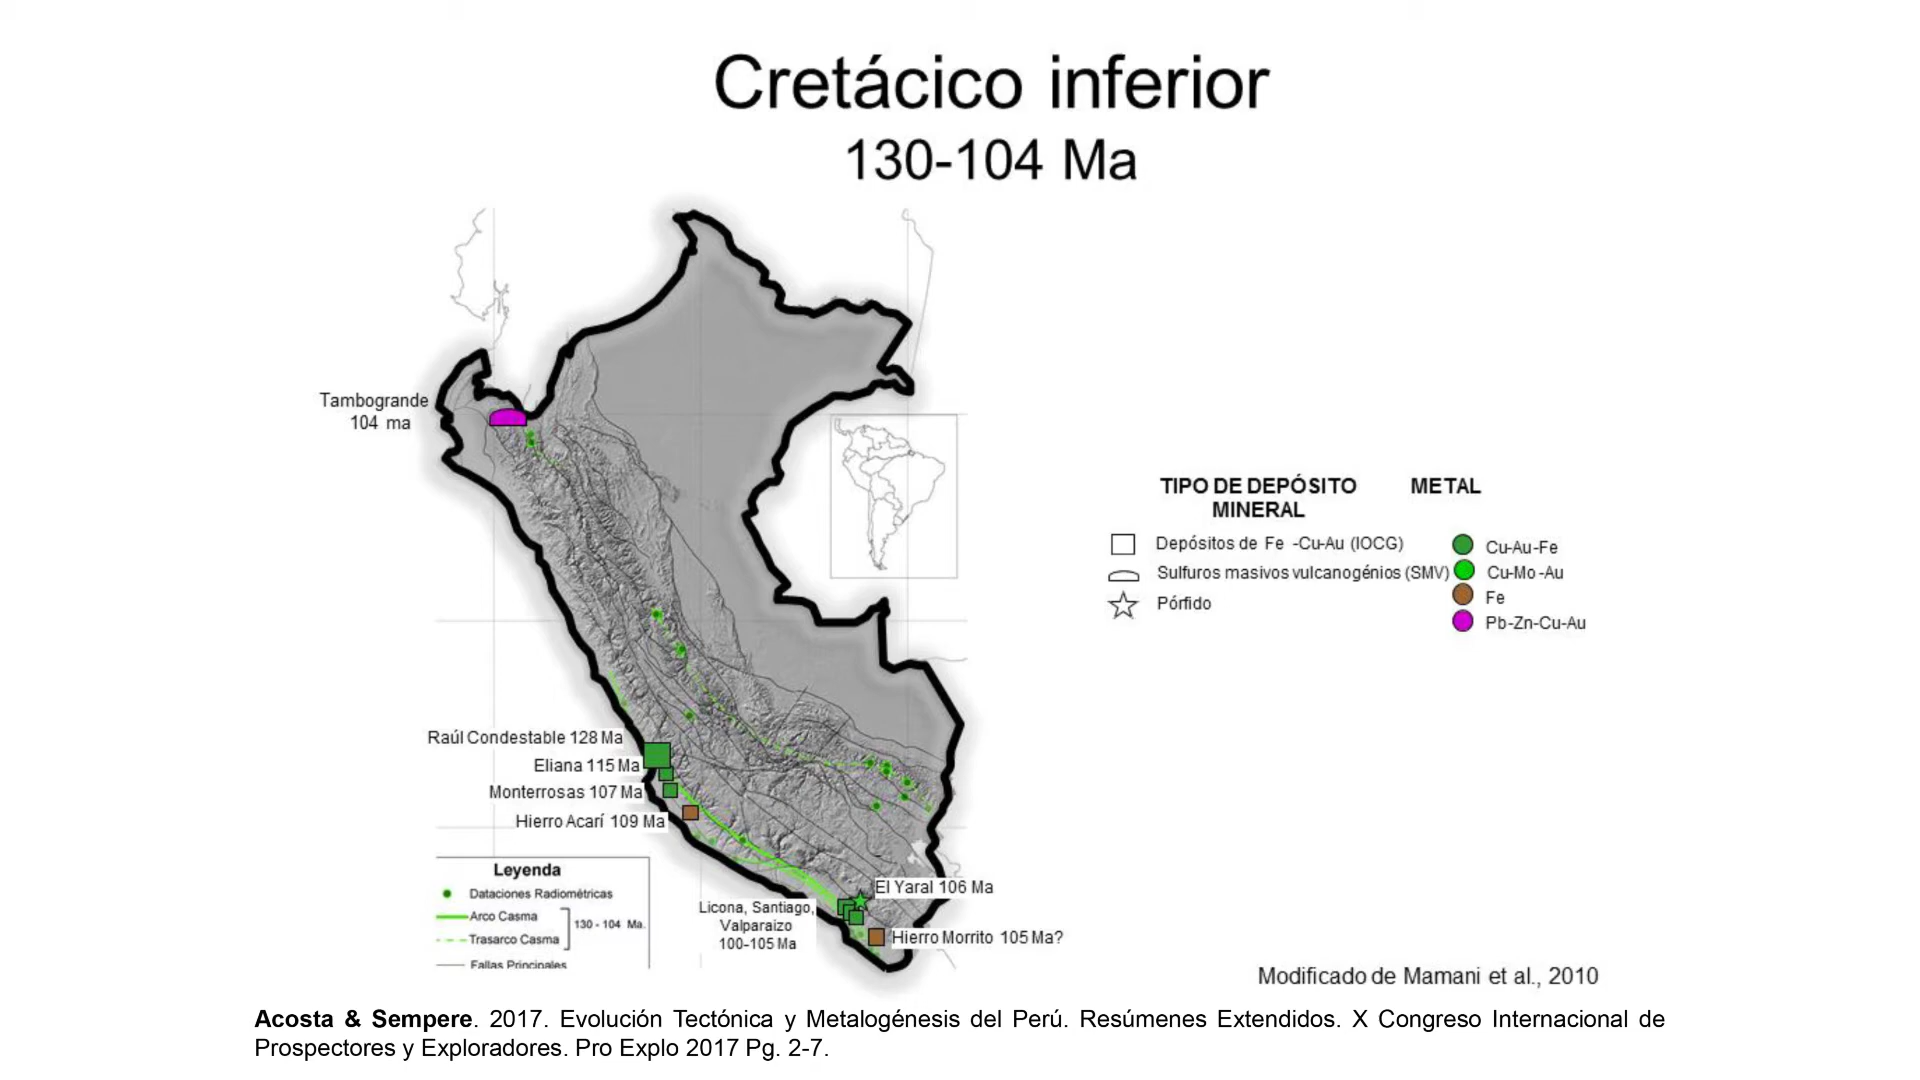 Cretácico inferior
130-104 Ma
Tambogrande
104 ma
TIPO DE DEPÓSITO
MINERAL
METAL
Depósitos de Fe -Cu-Au (IOCG)
Sulfuros masivos vulcanogénios (SMV)
Pórfido
Cu-Au-Fe
Cu-Mo-Au
Fe
Pb-Zn-Cu-Au
Raúl Condestable 128 Ma
Eliana 115 Ma
Monterrosas 107 Ma
Hierro Acarí 109 Ma
Leyenda
Dataciones Radiométricas
Arco Casma
Trasarco Casma
130 - 104 Ma.
Fallas Principales
El Yaral 106 Ma
Licona, Santiago,
Valparaizo
100-105 Ma
Hierro Morrito 105 Ma?
Modificado de Mamani et al., 2010
Acosta & Sempere. 2017. Evolución Tectónica y Metalogénesis del Perú. Resúmenes Extendidos. X Congreso Internacional de
Prospectores y Exploradores. Pro Explo 2017 Pg. 2-7.